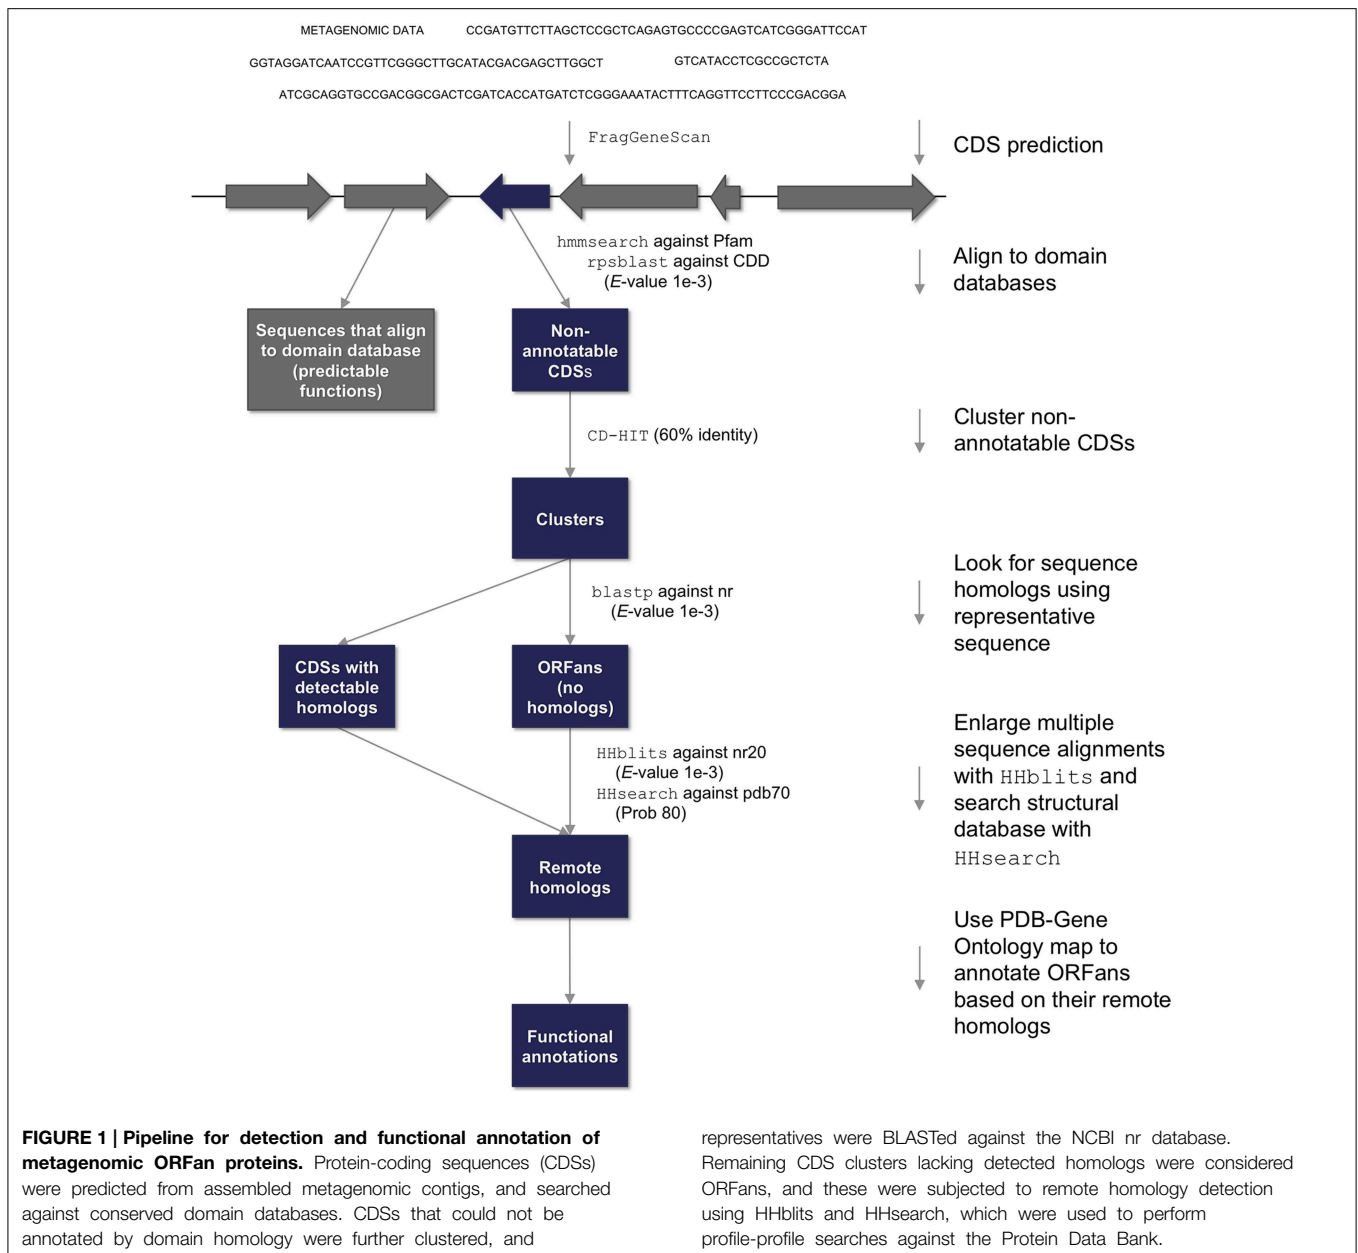 METAGENOMIC DATA CCGATGTTCTTAGCTCCGCTCAGAGTGCCCCGAGTCATCGGGATTCCAT
GGTAGGATCAATCCGTTCGGGCTTGCATACGACGAGCTTGGCT GTCATACCTCGCCGCTCTA
ATCGCAGGTGCCGACGGCGACTCGATCACCATGATCTCGGGAAATACTTTCAGGTTCCTTCCCGACGGA
FragGeneScan
CDS prediction
hmmsearch against Pfam
rpsblast against CDD
(E-value 1e-3)
Align to domain
databases
Sequences that align
to domain database
(predictable
functions)
Non-
annotatable
CDSs
CD-HIT (60% identity)
Cluster non-
annotatable CDSs
Clusters
blastp against nr
(E-value 1e-3)
Look for sequence
homologs using
representative
sequence
CDSs with
detectable
homologs
ORFans
(no
homologs)
HHblits against nr20
(E-value 1e-3)
HHsearch against pdb70
(Prob 80)
Enlarge multiple
sequence alignments
with HHblits and
search structural
database with
HHsearch
Remote
homologs
Use PDB-Gene
Ontology map to
annotate ORFans
based on their remote
homologs
Functional
annotations
FIGURE 1 | Pipeline for detection and functional annotation of
metagenomic ORFan proteins. Protein-coding sequences (CDSs)
were predicted from assembled metagenomic contigs, and searched
against conserved domain databases. CDSs that could not be
annotated by domain homology were further clustered, and
representatives were BLASTed against the NCBI nr database.
Remaining CDS clusters lacking detected homologs were considered
ORFans, and these were subjected to remote homology detection
using HHblits and HHsearch, which were used to perform
profile-profile searches against the Protein Data Bank.